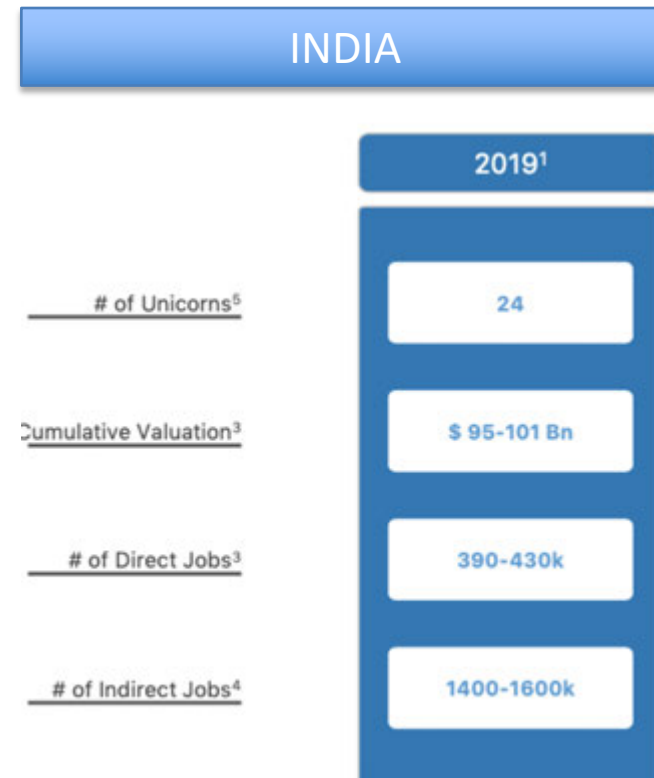 INDIA
2019¹
# of Unicorns⁵ 24
Cumulative Valuation³ $ 95-101 Bn
# of Direct Jobs³ 390-430k
# of Indirect Jobs⁴ 1400-1600k